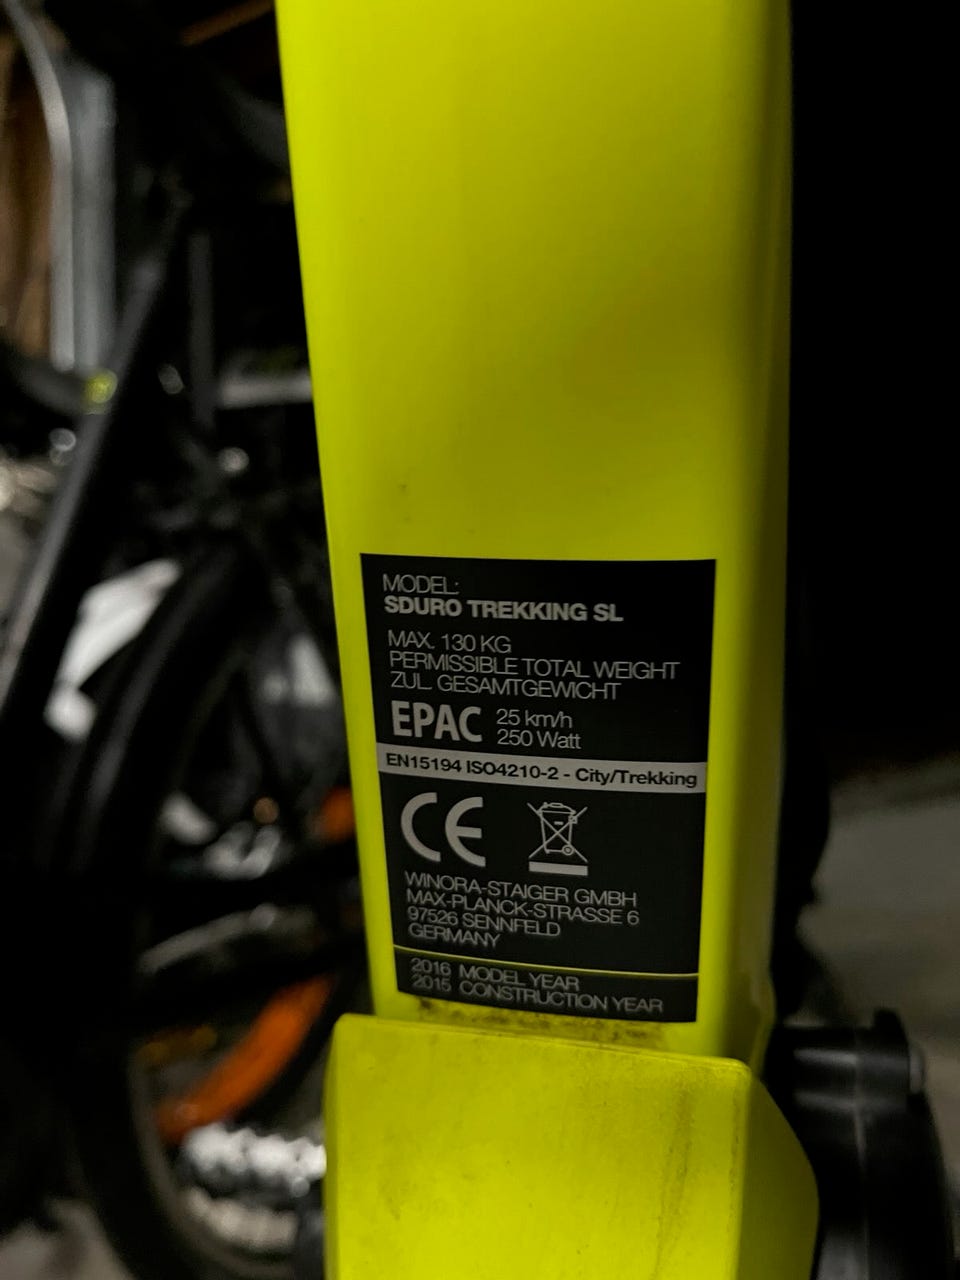 MODEL:
SDURO TREKKING SL
MAX. 130 KG
PERMISSIBLE TOTAL WEIGHT
ZUL. GESAMTGEWICHT
EPAC 25 km/h
250 Watt
EN15194 ISO4210-2 - City/Trekking
CE
WINORA-STAIGER GMBH
MAX-PLANCK-STRASSE 6
97526 SENNFELD
GERMANY
2016 MODEL YEAR
2015 CONSTRUCTION YEAR